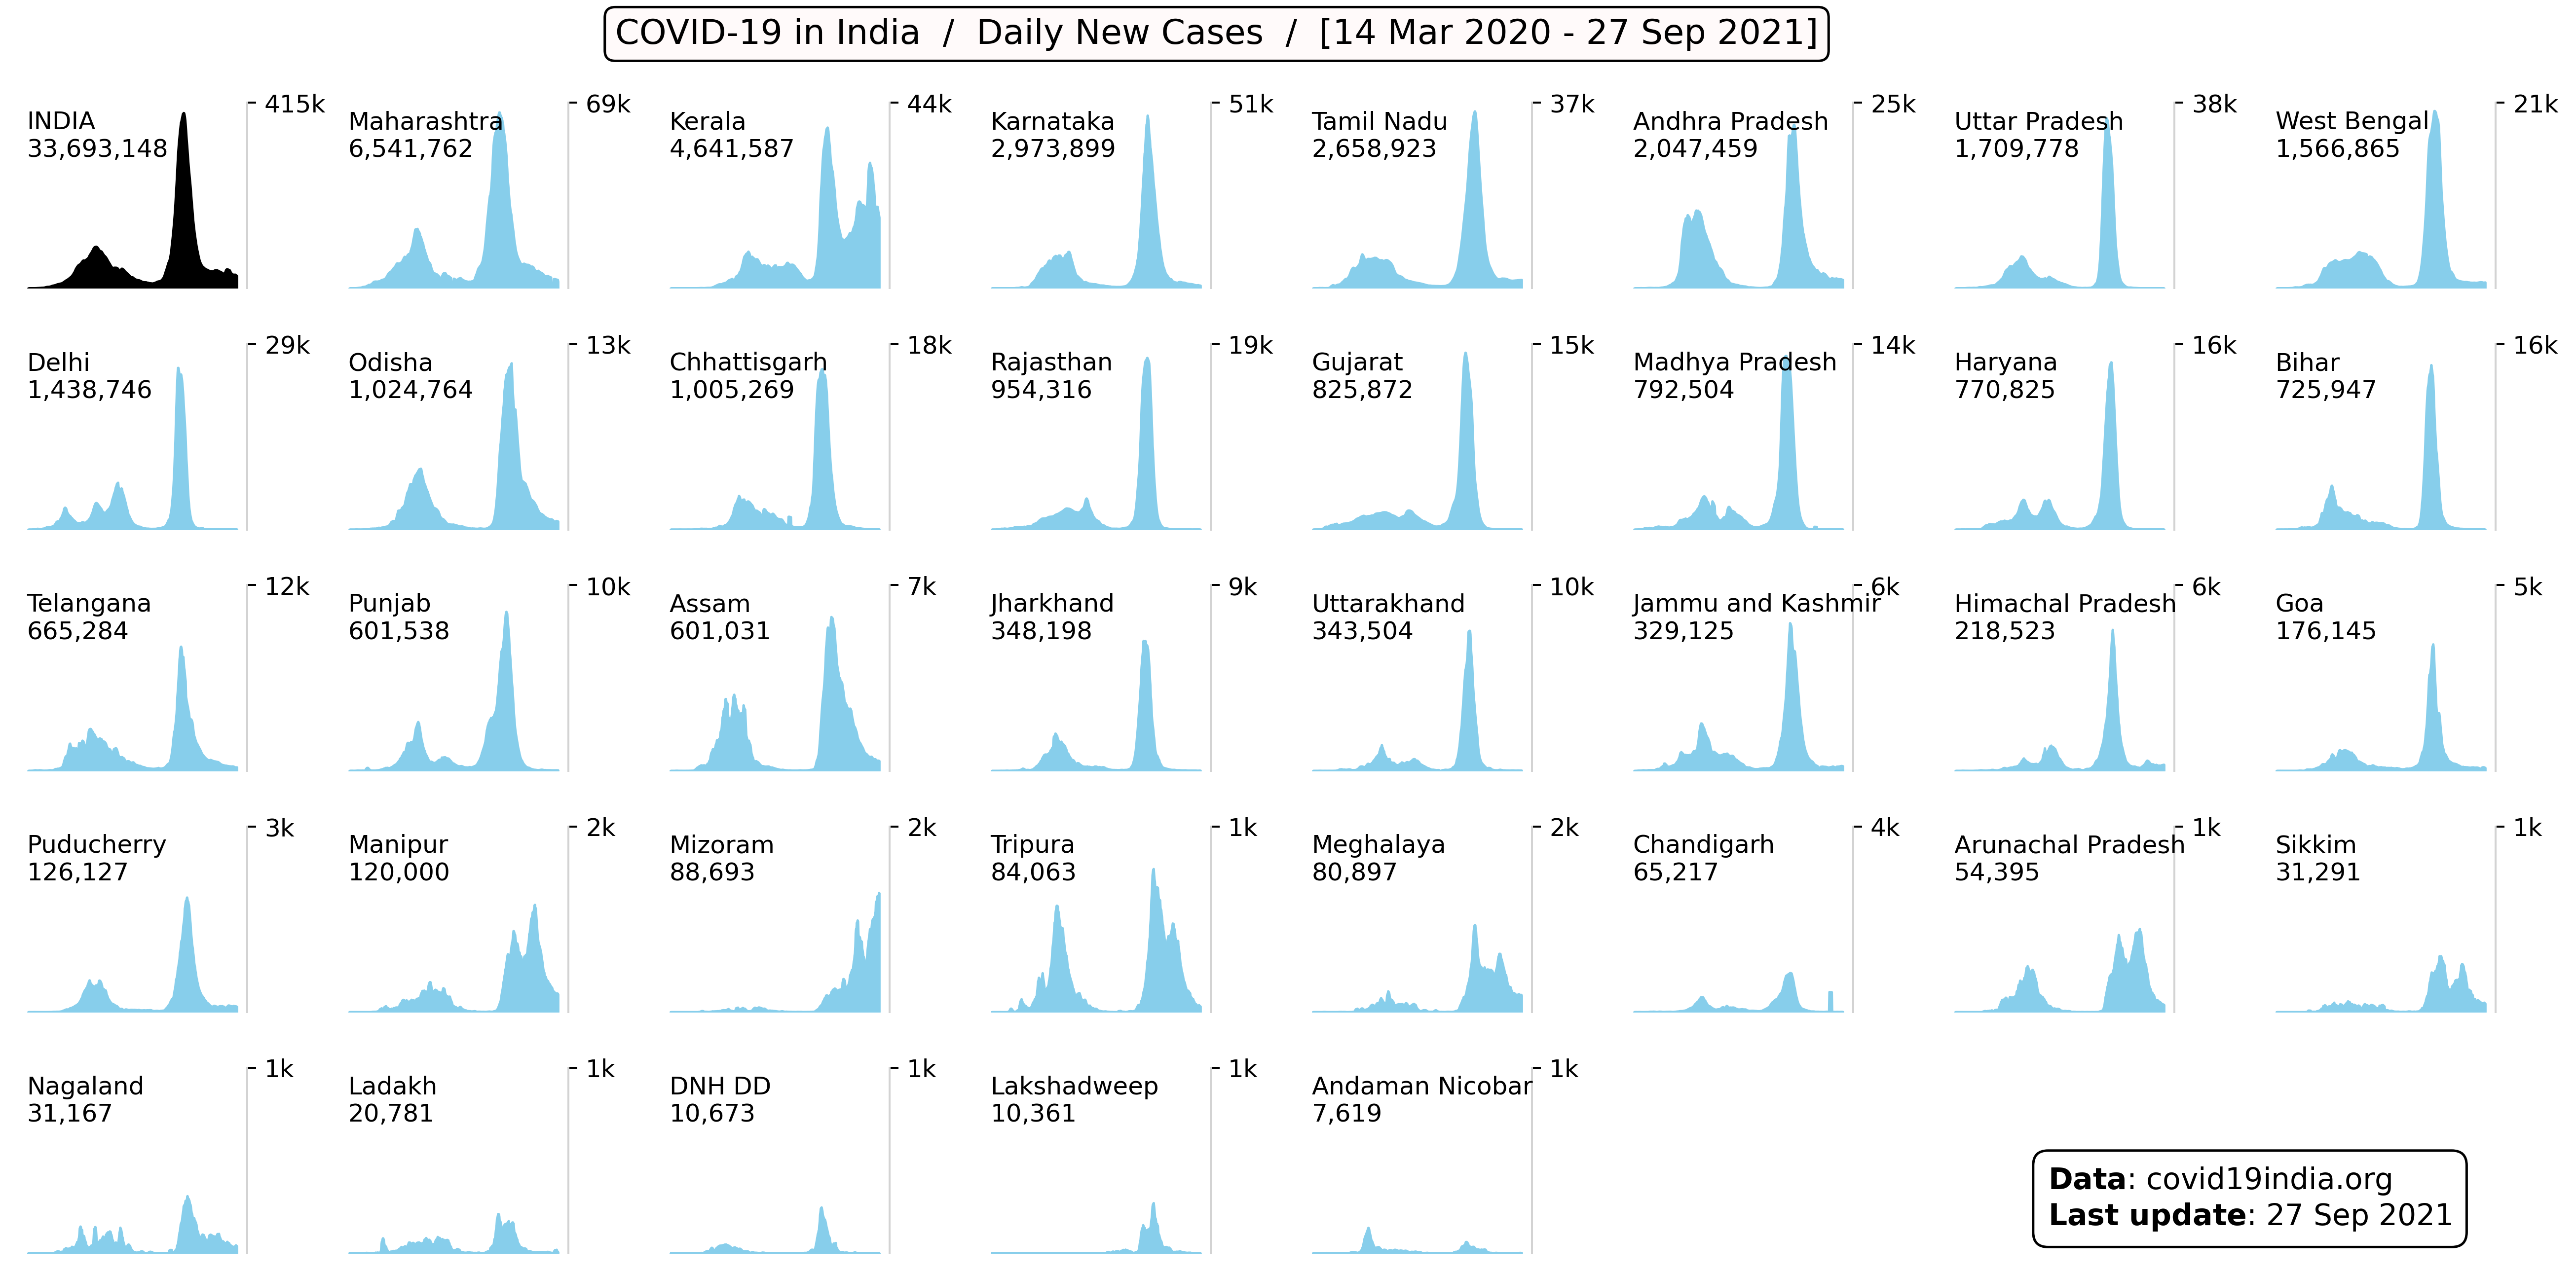 COVID-19 in India / Daily New Cases / [14 Mar 2020 - 27 Sep 2021]
INDIA
33,693,148
415k
Maharashtra
6,541,762
69k
Kerala
4,641,587
44k
Karnataka
2,973,899
51k
Tamil Nadu
2,658,923
37k
Andhra Pradesh
2,047,459
25k
Uttar Pradesh
1,709,778
38k
West Bengal
1,566,865
21k
Delhi
1,438,746
29k
Odisha
1,024,764
13k
Chhattisgarh
1,005,269
18k
Rajasthan
954,316
19k
Gujarat
825,872
15k
Madhya Pradesh
792,504
14k
Haryana
770,825
16k
Bihar
725,947
16k
Telangana
665,284
12k
Punjab
601,538
10k
Assam
601,031
7k
Jharkhand
348,198
9k
Uttarakhand
343,504
10k
Jammu and Kashmir
329,125
6k
Himachal Pradesh
218,523
6k
Goa
176,145
5k
Puducherry
126,127
3k
Manipur
120,000
2k
Mizoram
88,693
2k
Tripura
84,063
1k
Meghalaya
80,897
2k
Chandigarh
65,217
4k
Arunachal Pradesh
54,395
1k
Sikkim
31,291
1k
Nagaland
31,167
1k
Ladakh
20,781
1k
DNH DD
10,673
1k
Lakshadweep
10,361
1k
Andaman Nicobar
7,619
1k
Data: covid19india.org
Last update: 27 Sep 2021